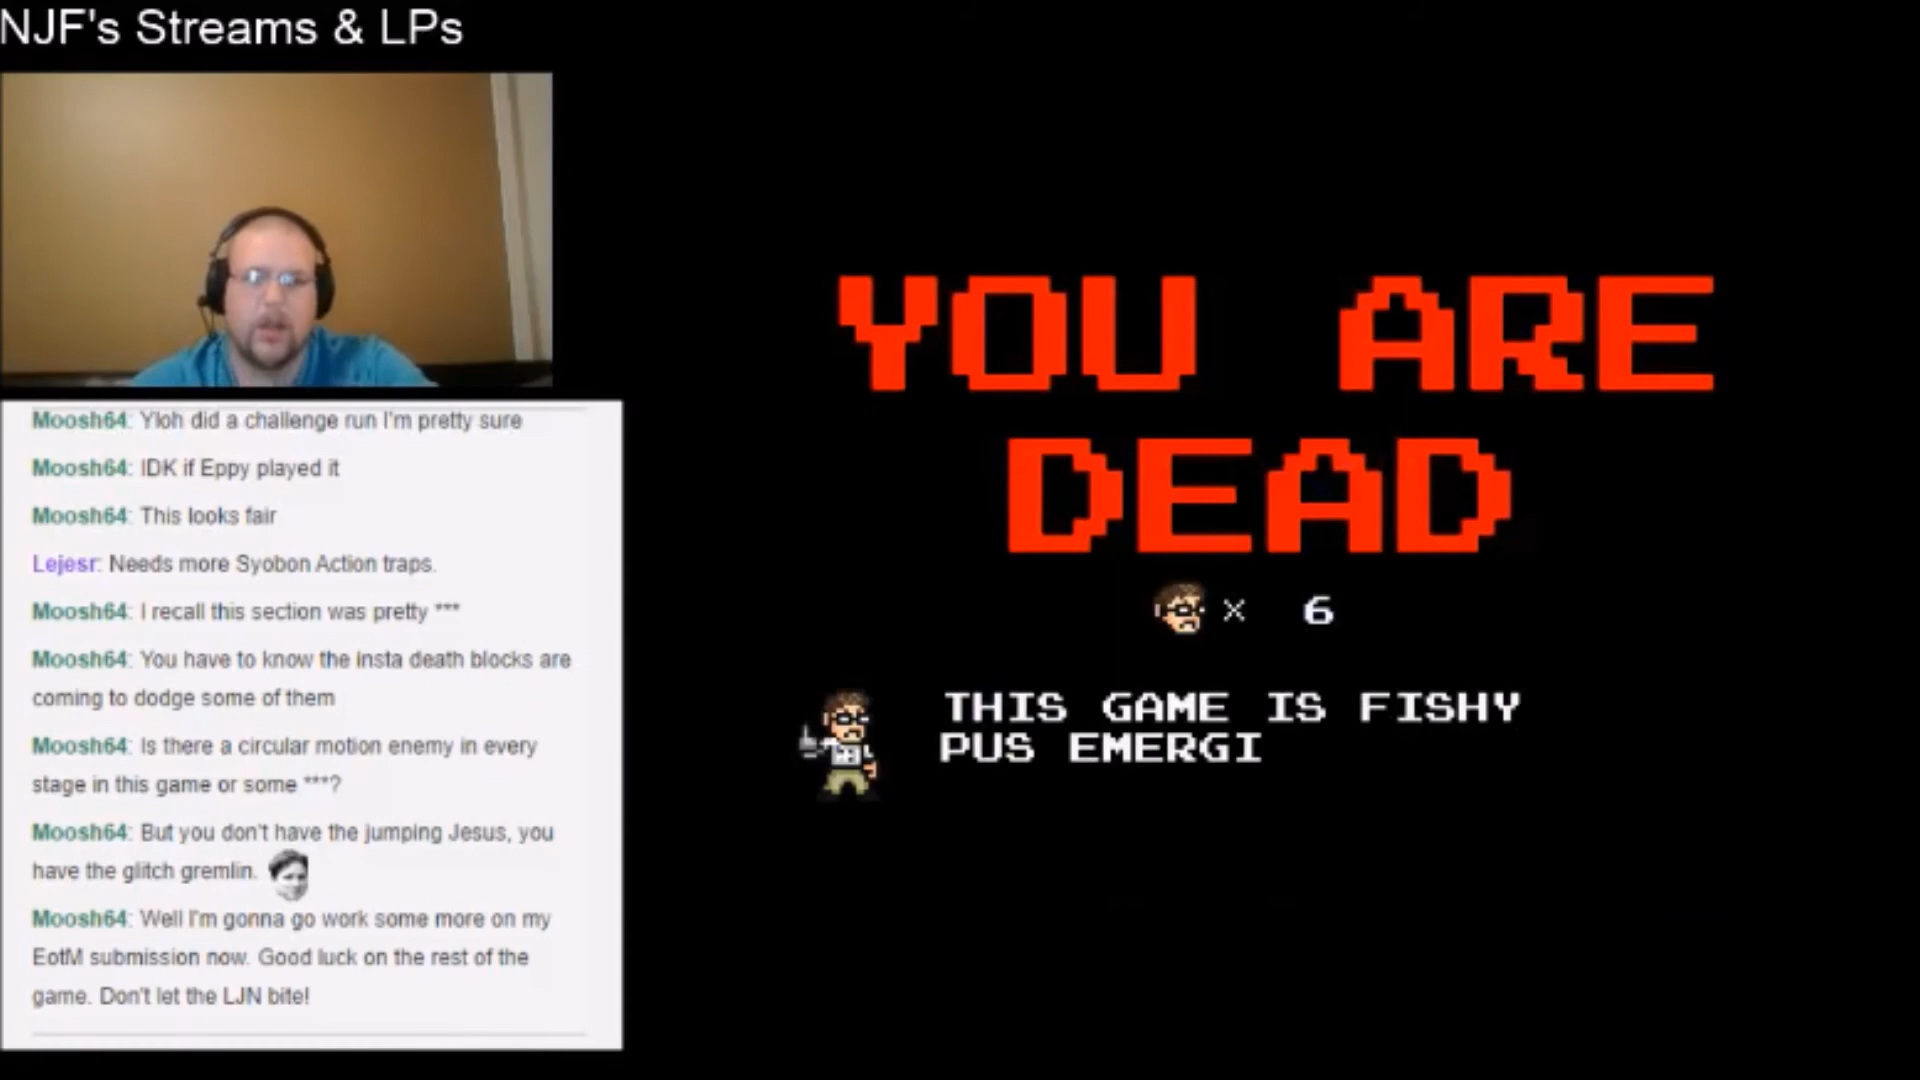 NJF's Streams & LPs
Moosh64: Yloh did a challenge run I'm pretty sure
Moosh64: IDK if Eppy played it
Moosh64: This looks fair
Lejesr: Needs more Syobon Action traps.
Moosh64: I recall this section was pretty ***
Moosh64: You have to know the insta death blocks are
coming to dodge some of them
Moosh64: Is there a circular motion enemy in every
stage in this game or some ***?
Moosh64: But you don't have the jumping Jesus, you
have the glitch gremlin.
Moosh64: Well I'm gonna go work some more on my
EotM submission now. Good luck on the rest of the
game. Don't let the LJN bite!
YOU ARE
DEAD
× 6
THIS GAME IS FISHY
PUS EMERGI